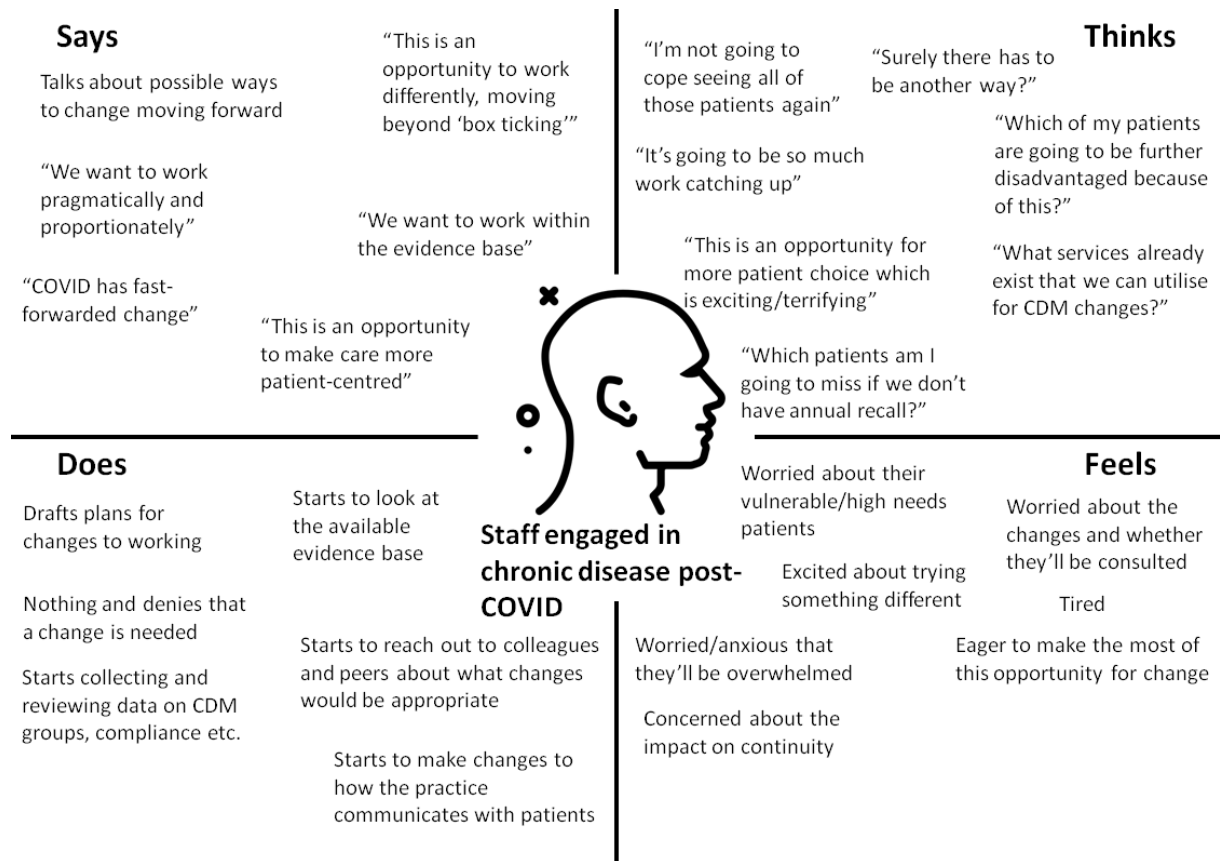 Says
Talks about possible ways
to change moving forward
“This is an
opportunity to work
differently, moving
beyond ‘box ticking’”
“We want to work
pragmatically and
proportionately”
“We want to work within
the evidence base”
“COVID has fast-
forwarded change”
“This is an opportunity
to make care more
patient-centred”
Thinks
“I’m not going to
cope seeing all of
those patients again”
“Surely there has to
be another way?”
“Which of my patients
are going to be further
disadvantaged because
of this?”
“It’s going to be so much
work catching up”
“This is an opportunity for
more patient choice which
is exciting/terrifying”
“What services already
exist that we can utilise
for CDM changes?”
“Which patients am I
going to miss if we don’t
have annual recall?”
Does
Drafts plans for
changes to working
Starts to look at
the available
evidence base
Nothing and denies that
a change is needed
Starts to reach out to colleagues
and peers about what changes
would be appropriate
Starts collecting and
reviewing data on CDM
groups, compliance etc.
Starts to make changes to
how the practice
communicates with patients
Staff engaged in
chronic disease post-
COVID
Feels
Worried about their
vulnerable/high needs
patients
Worried about the
changes and whether
they’ll be consulted
Excited about trying
something different
Tired
Worried/anxious that
they’ll be overwhelmed
Eager to make the most of
this opportunity for change
Concerned about the
impact on continuity